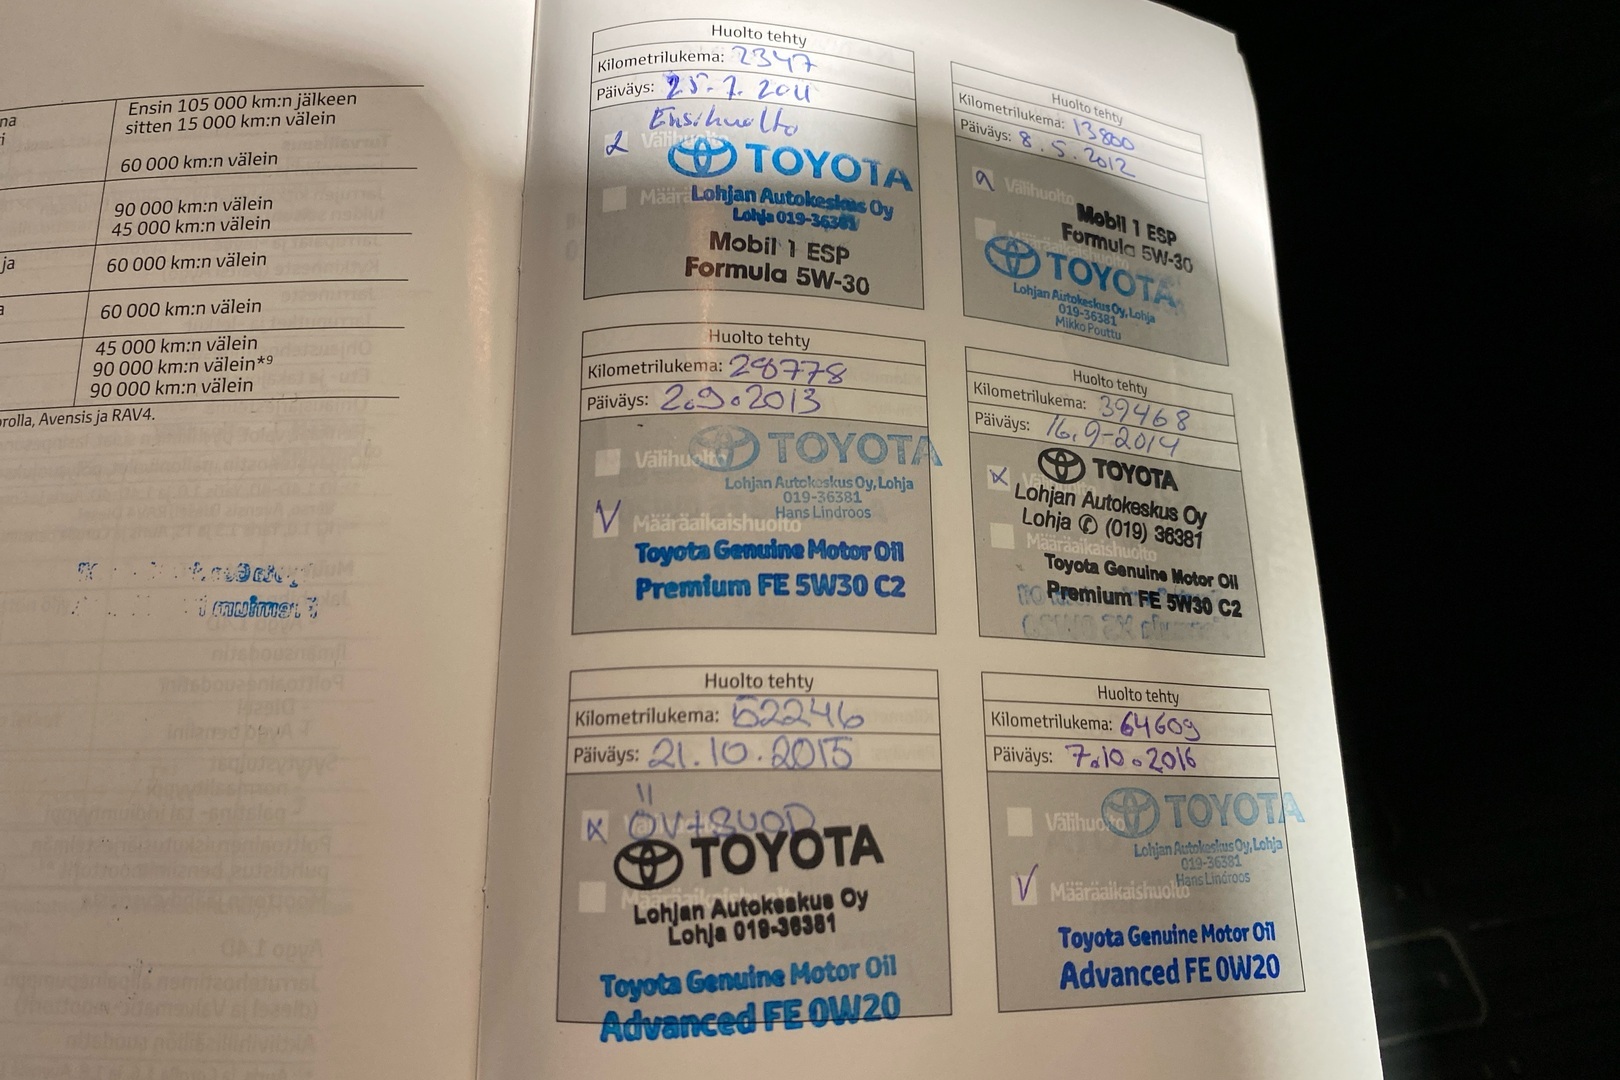 Ensin 105 000 km:n jälkeen
sitten 15 000 km:n välein
60 000 km:n välein
90 000 km:n välein
45 000 km:n välein
ja
60 000 km:n välein
60 000 km:n välein
45 000 km:n välein
90 000 km:n välein*9
90 000 km:n välein
orolla, Avensis ja RAV4.
Huolto tehty
Kilometrilukema: 2347
Päiväys: 25.7.2011
Ensihuolto
Välihuolto
TOYOTA
Lohjan Autokeskus Oy
Lohja 019-36381
Mobil 1 ESP
Formula 5W-30
Huolto tehty
Kilometrilukema: 13800
Päiväys: 8.5.2012
Välihuolto
Määräaikaishuolto
Mobil 1 ESP
Formula 5W-30
TOYOTA
Lohjan Autokeskus Oy, Lohja
019-36381
Mikko Pouttu
Huolto tehty
Kilometrilukema: 28778
Päiväys: 2.9.2013
Välihuolto
TOYOTA
Lohjan Autokeskus Oy, Lohja
019-36381
Hans Lindroos
V Määräaikaishuolto
Toyota Genuine Motor Oil
Premium FE 5W30 C2
Huolto tehty
Kilometrilukema: 39468
Päiväys: 16.9-2014
x
TOYOTA
Lohjan Autokeskus Oy
Lohja ✆ (019) 36381
Määräaikaishuolto
Toyota Genuine Motor Oil
Premium FE 5W30 C2
Huolto tehty
Kilometrilukema: 52246
Päiväys: 21.10.2015
x Välihuolto
ÖV+SUOD
TOYOTA
Määräaikaishuolto
Lohjan Autokeskus Oy
Lohja 019-36381
Toyota Genuine Motor Oil
Advanced FE 0W20
Huolto tehty
Kilometrilukema: 64609
Päiväys: 7.10.2016
Välihuolto
TOYOTA
Lohjan Autokeskus Oy, Lohja
019-36381
Hans Lindroos
V Määräaikaishuolto
Toyota Genuine Motor Oil
Advanced FE 0W20